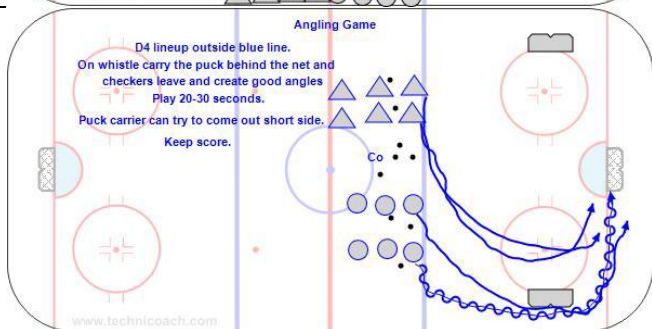 Angling Game
D4 lineup outside blue line.
On whistle carry the puck behind the net and
checkers leave and create good angles
Play 20-30 seconds.
Puck carrier can try to come out short side.
Keep score.
Co
www.technicoach.com